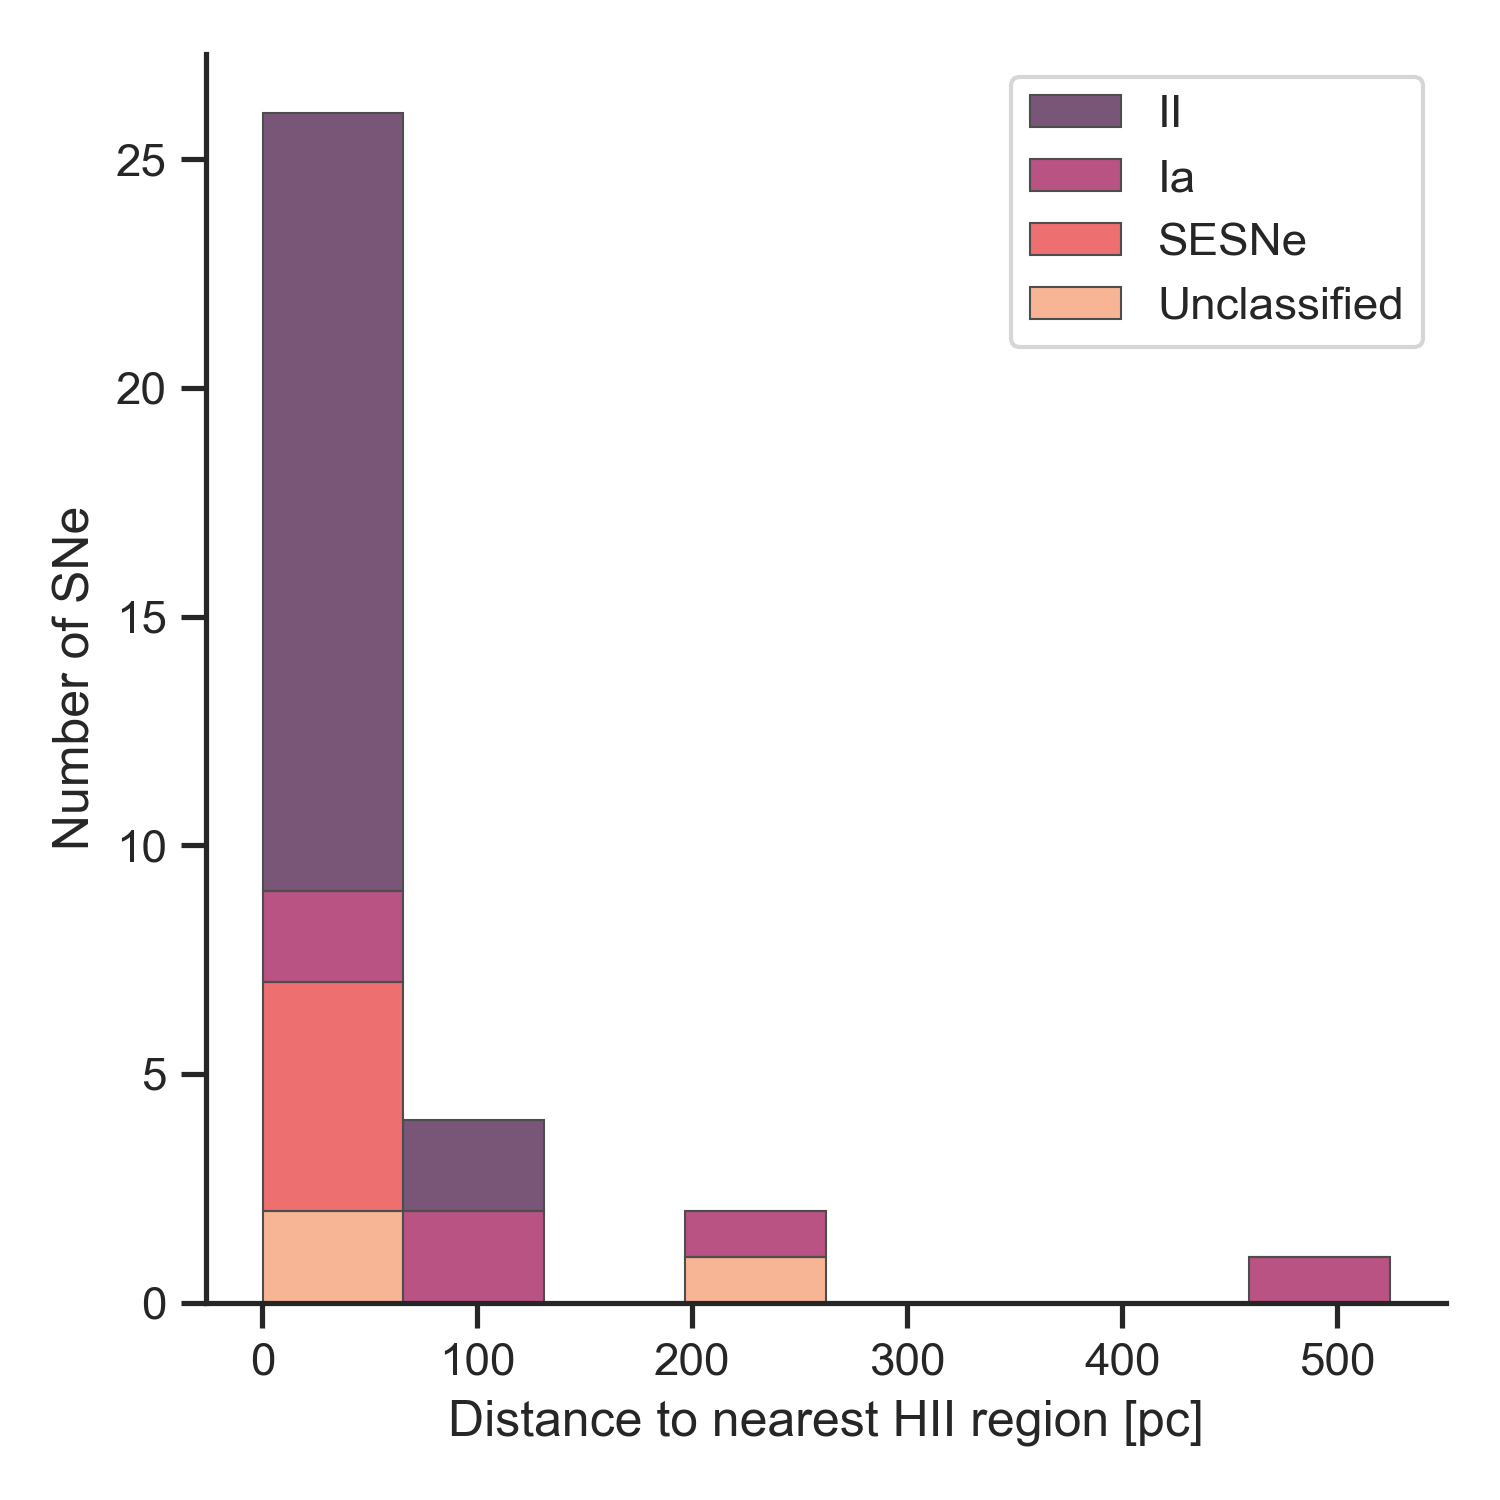 II
Ia
SESNe
Unclassified
25
20
15
10
5
0
Number of SNe
0 100 200 300 400 500
Distance to nearest HII region [pc]